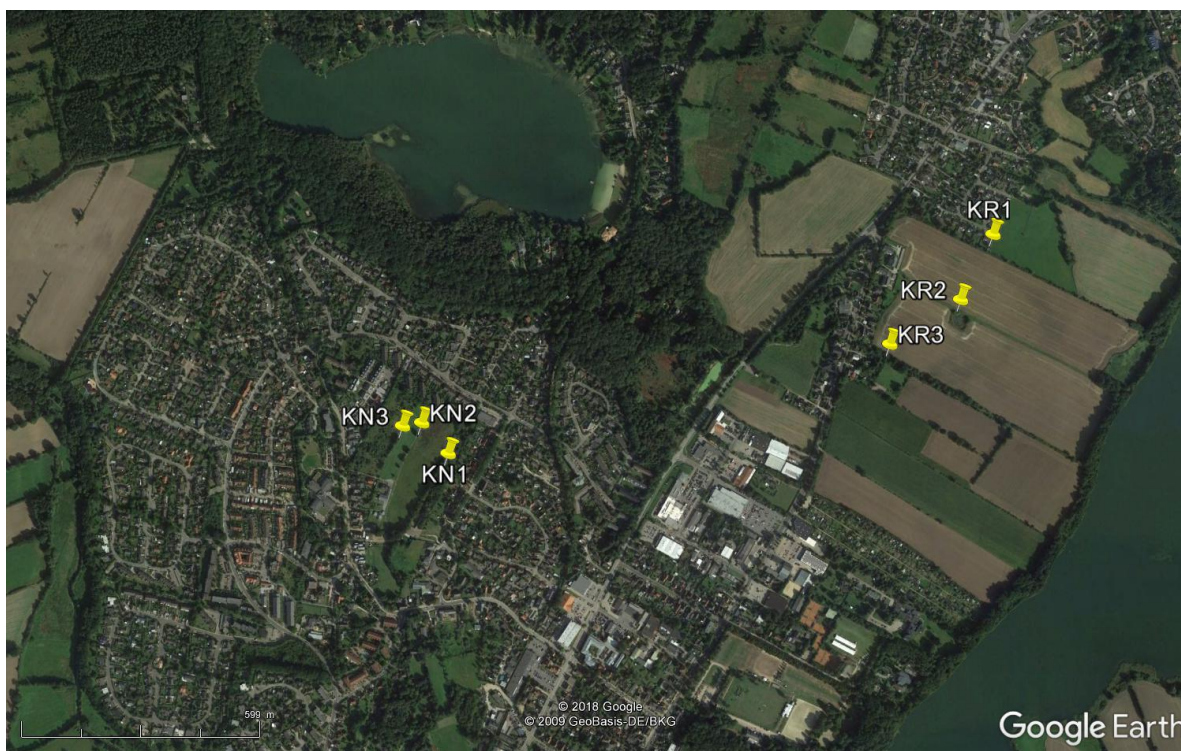 KR1
KR2
KR3
KN3
KN2
KN1
599 m
© 2018 Google
© 2009 GeoBasis-DE/BKG
Google Earth